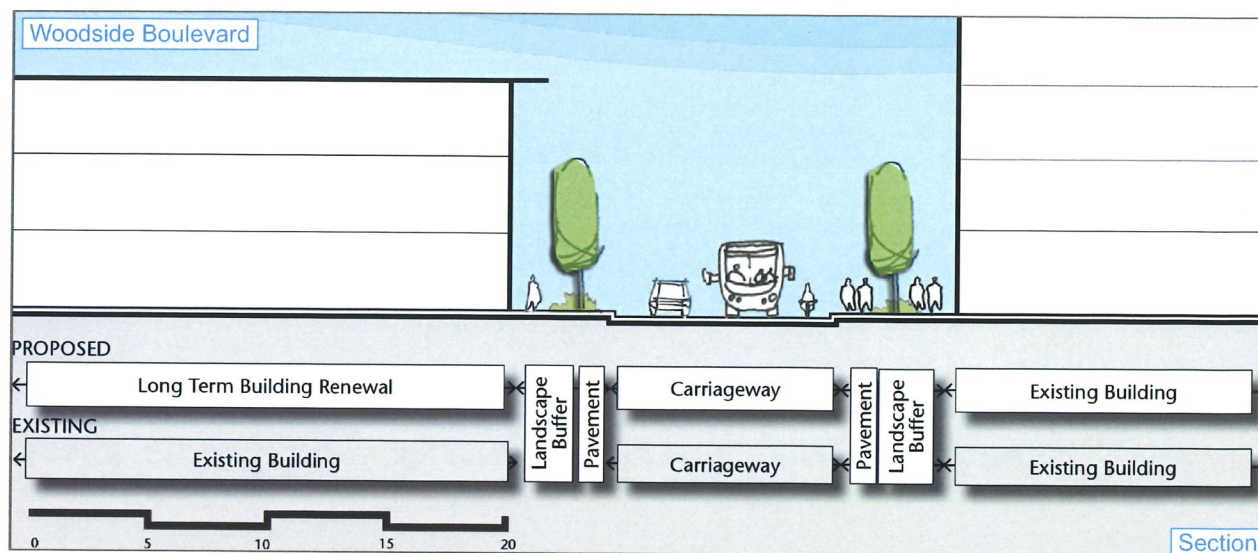 Woodside Boulevard
PROPOSED
Long Term Building Renewal
Landscape
Buffer
Pavement
Carriageway
Pavement
Landscape
Buffer
Existing Building
EXISTING
Existing Building
Carriageway
Existing Building
0 5 10 15 20
Section